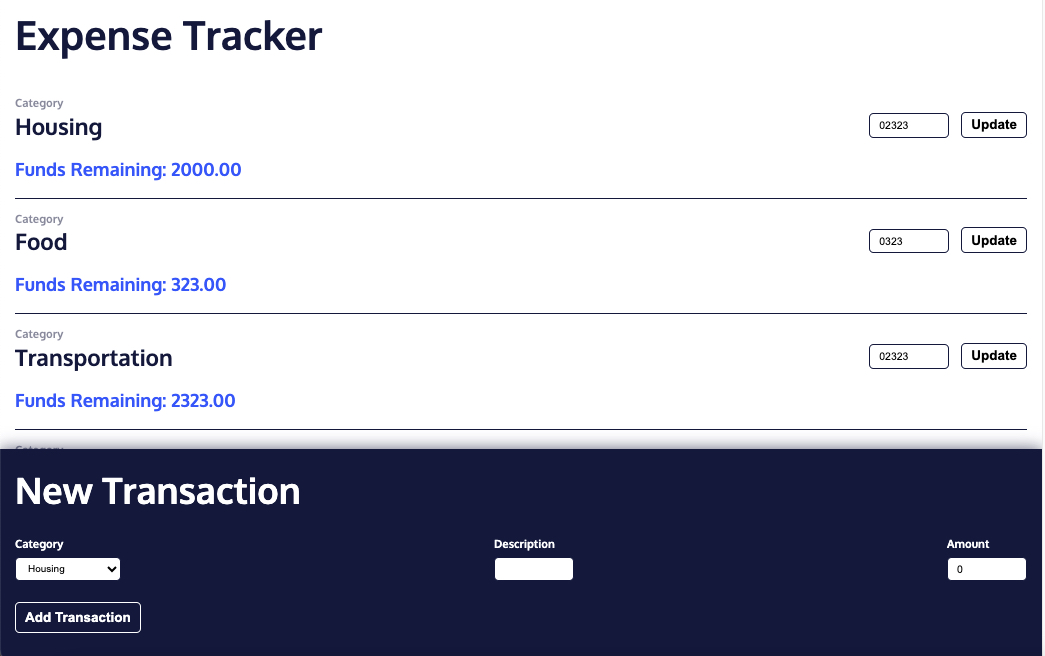 Expense Tracker
Category
Housing
02323
Update
Funds Remaining: 2000.00
Category
Food
0323
Update
Funds Remaining: 323.00
Category
Transportation
02323
Update
Funds Remaining: 2323.00
Category
New Transaction
Category
Description
Amount
Housing
0
Add Transaction